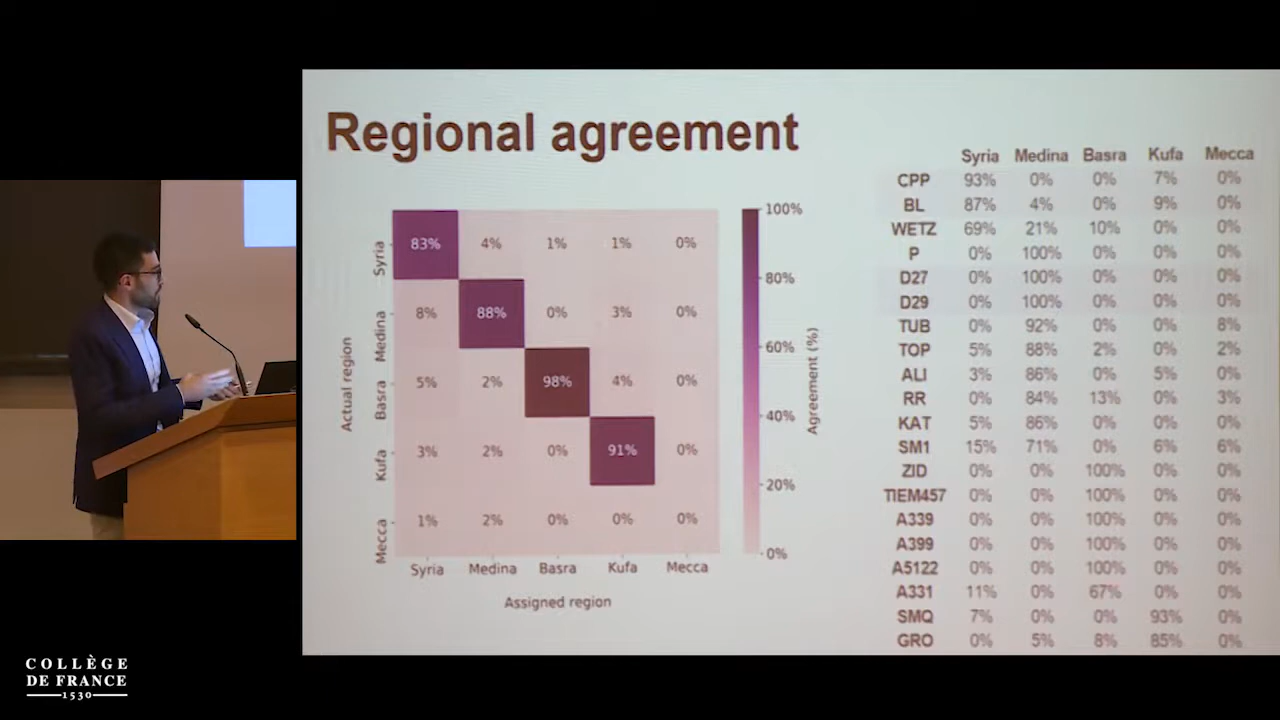 Regional agreement
Actual region
Syria 83% 4% 1% 1% 0%
Medina 8% 88% 0% 3% 0%
Basra 5% 2% 98% 4% 0%
Kufa 3% 2% 0% 91% 0%
Mecca 1% 2% 0% 0% 0%
Syria Medina Basra Kufa Mecca
Assigned region
100%
80%
60%
40%
20%
0%
Agreement (%)
Syria Medina Basra Kufa Mecca
CPP 93% 0% 0% 7% 0%
BL 87% 4% 0% 9% 0%
WETZ 69% 21% 10% 0% 0%
P 0% 100% 0% 0% 0%
D27 0% 100% 0% 0% 0%
D29 0% 100% 0% 0% 0%
TUB 0% 92% 0% 0% 8%
TOP 5% 88% 2% 0% 2%
ALI 3% 86% 0% 5% 0%
RR 0% 84% 13% 0% 3%
KAT 5% 86% 0% 0% 0%
SM1 15% 71% 0% 6% 6%
ZID 0% 0% 100% 0% 0%
TIEM457 0% 0% 100% 0% 0%
A339 0% 0% 100% 0% 0%
A399 0% 0% 100% 0% 0%
A5122 0% 0% 100% 0% 0%
A331 11% 0% 67% 0% 0%
SMQ 7% 0% 0% 93% 0%
GRO 0% 5% 8% 85% 0%
COLLÈGE
DE FRANCE
1530